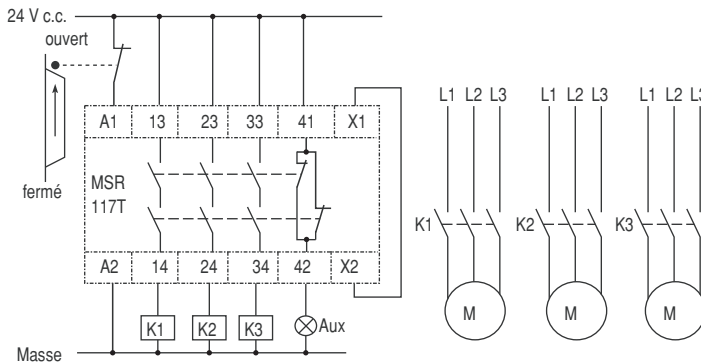 24 V c.c.
ouvert
A1 13 23 33 41 X1
L1 L2 L3 L1 L2 L3 L1 L2 L3
fermé
MSR
117T
K1 K2 K3
A2 14 24 34 42 X2
K1 K2 K3 Aux
M M M
Masse